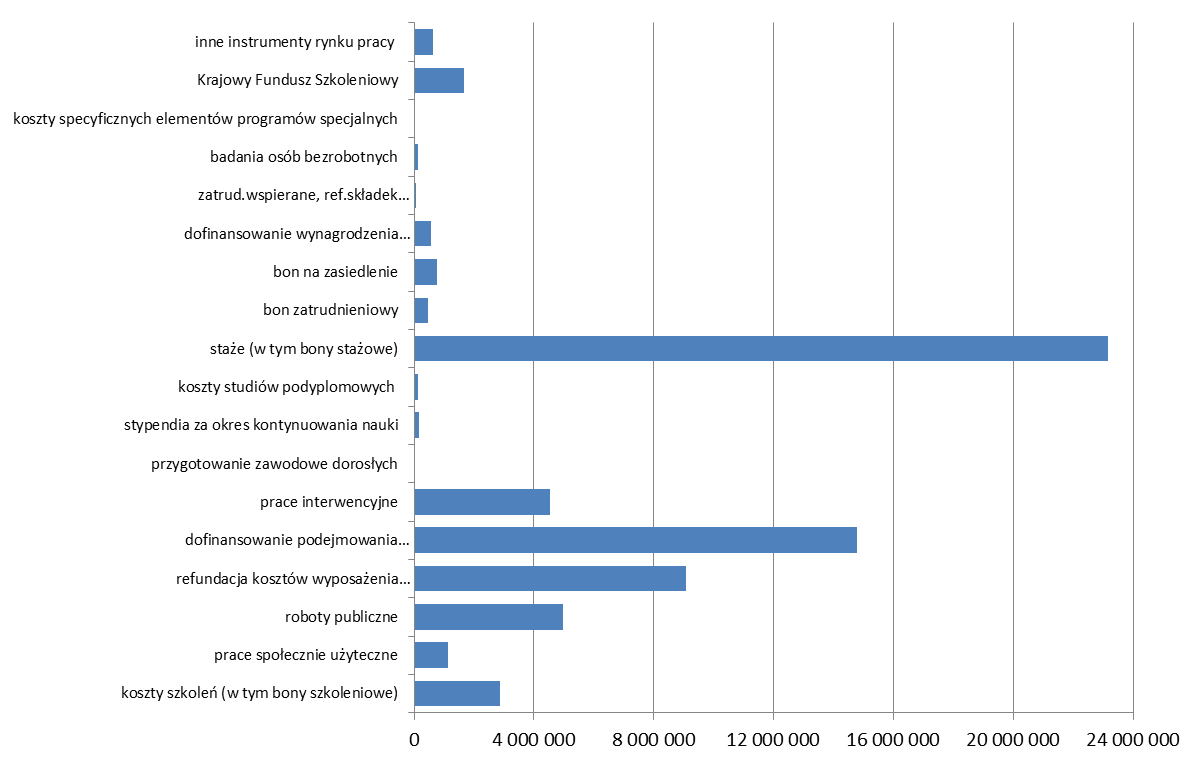 inne instrumenty rynku pracy
Krajowy Fundusz Szkoleniowy
koszty specyficznych elementów programów specjalnych
badania osób bezrobotnych
zatrud.wspierane, ref.składek...
dofinansowanie wynagrodzenia...
bon na zasiedlenie
bon zatrudnieniowy
staże (w tym bony stażowe)
koszty studiów podyplomowych
stypendia za okres kontynuowania nauki
przygotowanie zawodowe dorosłych
prace interwencyjne
dofinansowanie podejmowania...
refundacja kosztów wyposażenia...
roboty publiczne
prace społecznie użyteczne
koszty szkoleń (w tym bony szkoleniowe)
0 4 000 000 8 000 000 12 000 000 16 000 000 20 000 000 24 000 000